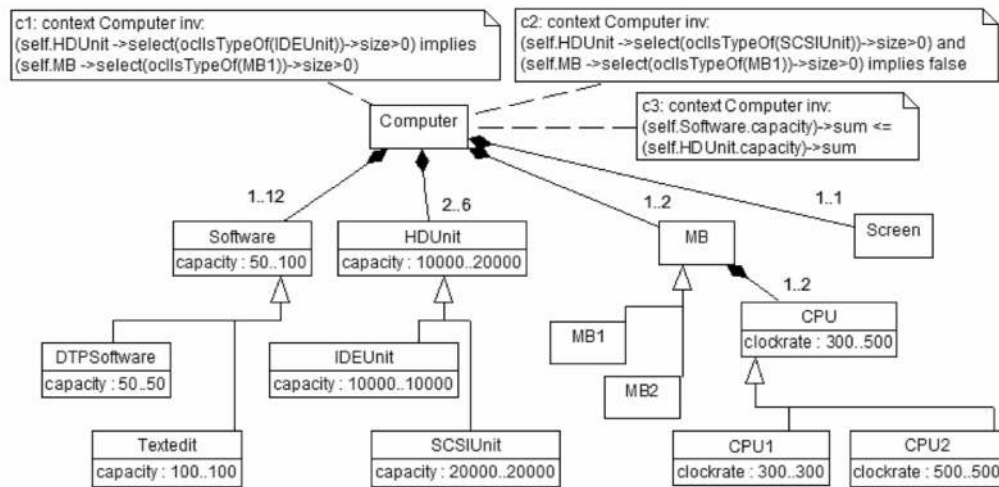 c1: context Computer inv:
(self.HDUnit ->select(oclIsTypeOf(IDEUnit))->size>0) implies
(self.MB ->select(oclIsTypeOf(MB1))->size>0)
c2: context Computer inv:
(self.HDUnit ->select(oclIsTypeOf(SCSIUnit))->size>0) and
(self.MB ->select(oclIsTypeOf(MB1))->size>0) implies false
c3: context Computer inv:
(self.Software.capacity)->sum <=
(self.HDUnit.capacity)->sum
Computer
1..12
2..6
1..2
1..1
Software
capacity : 50..100
HDUnit
capacity : 10000..20000
MB
Screen
1..2
CPU
clockrate : 300..500
MB1
MB2
DTPSoftware
capacity : 50..50
IDEUnit
capacity : 10000..10000
Textedit
capacity : 100..100
SCSIUnit
capacity : 20000..20000
CPU1
clockrate : 300..300
CPU2
clockrate : 500..500